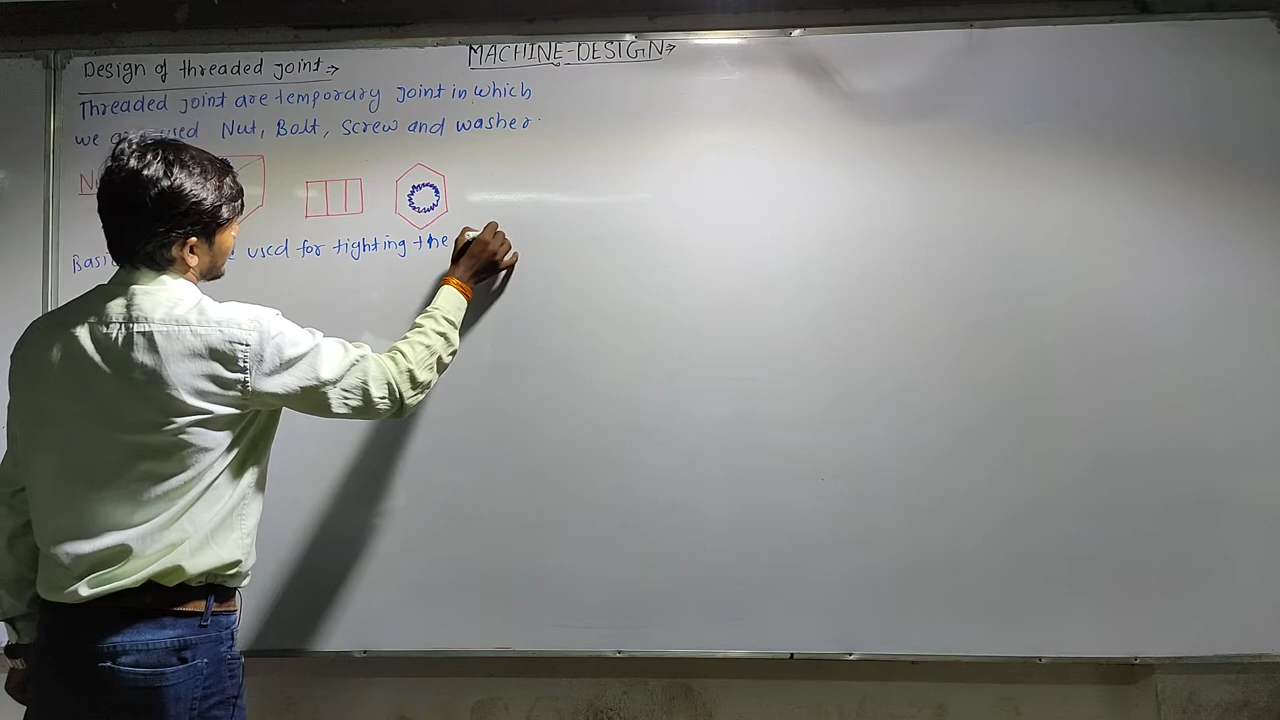 MACHINE-DESIGN→
Design of threaded joint→
Threaded joint are temporary joint in which
we used Nut, Bolt, screw and washer.
used for tighting the